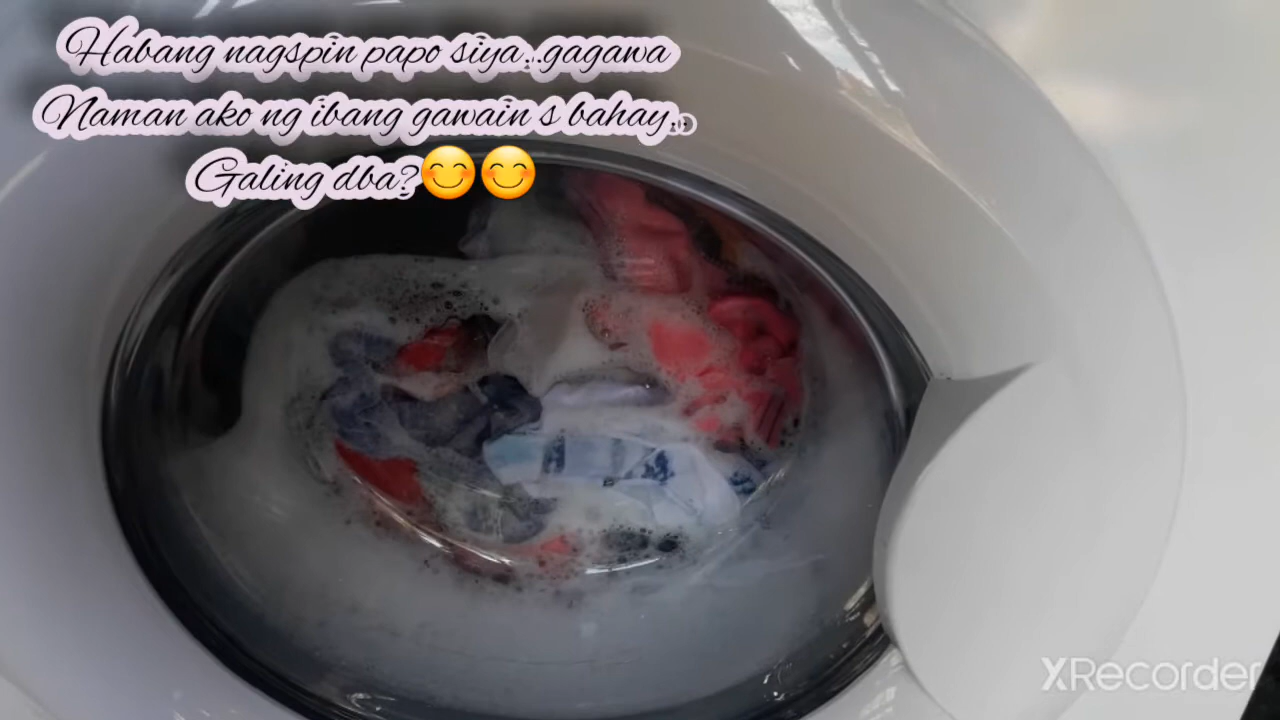 Habang nagspin papo siya..gagawa
Naman ako ng ibang gawain s bahay..
Galing dba?😊😊
XRecorder